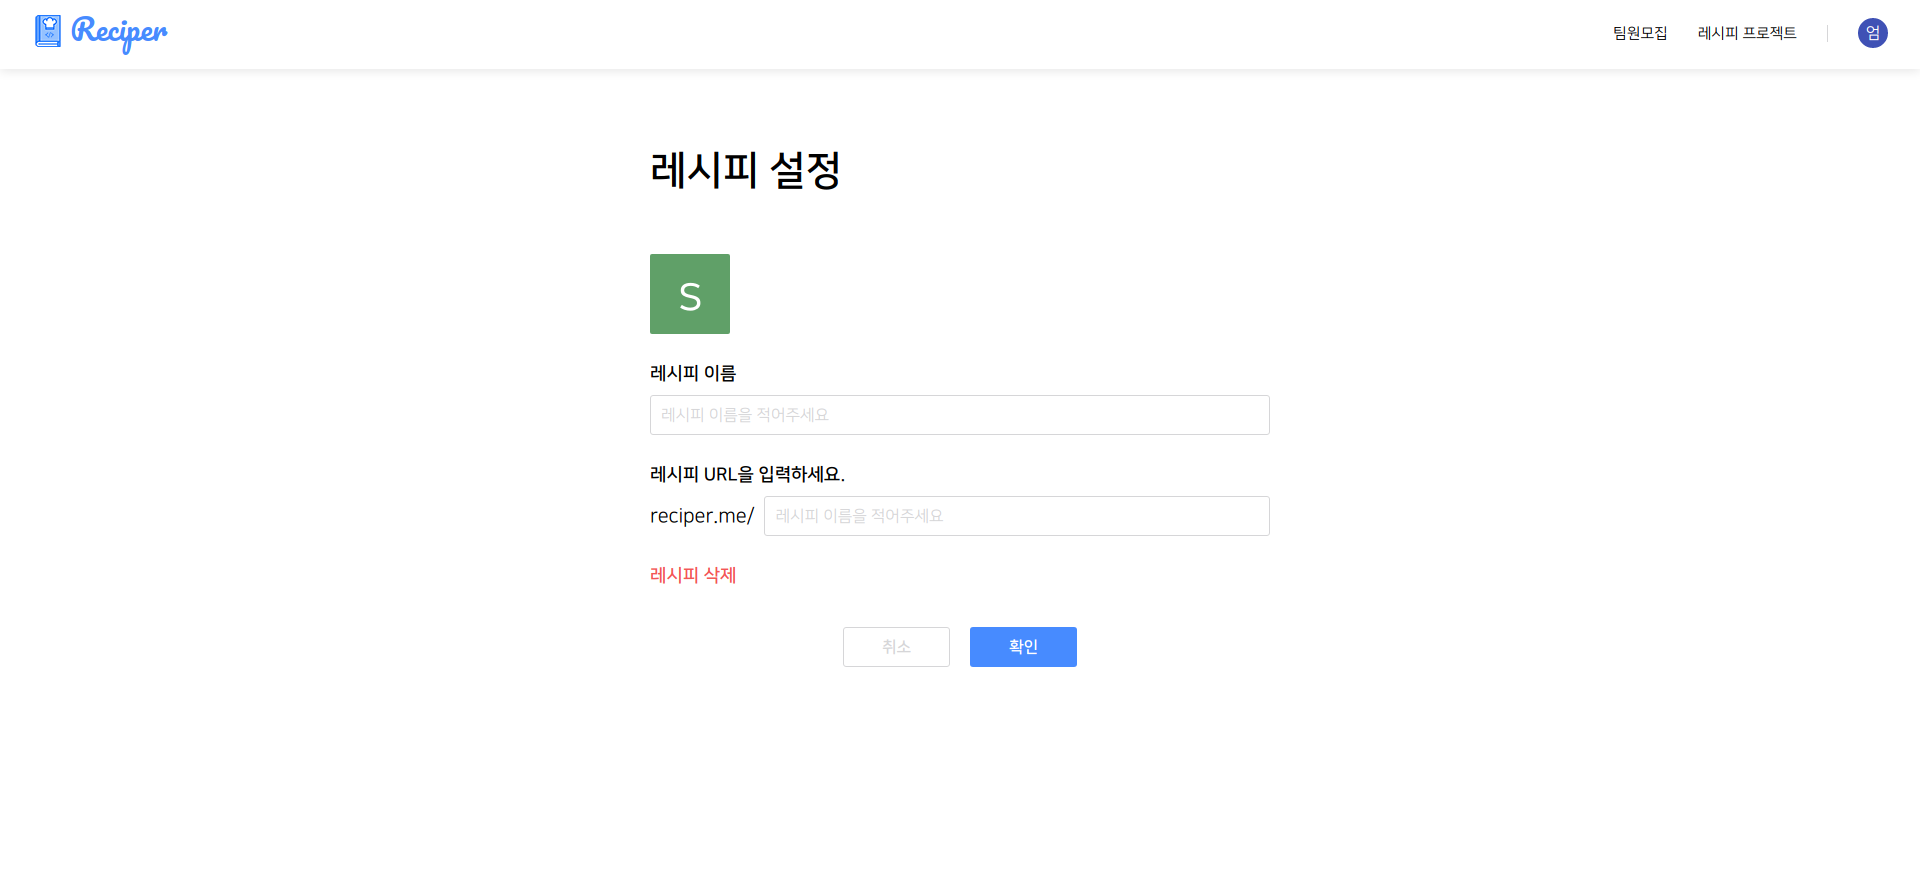 Reciper
팀원모집
레시피 프로젝트
엄
레시피 설정
S
레시피 이름
레시피 이름을 적어주세요
레시피 URL을 입력하세요.
reciper.me/
레시피 이름을 적어주세요
레시피 삭제
취소
확인